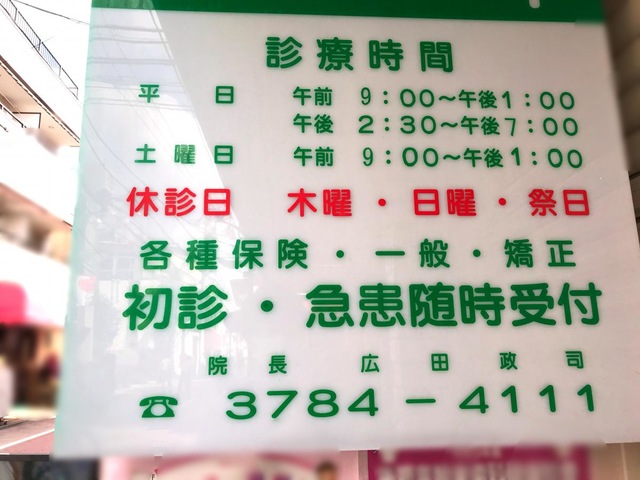 診療時間
平日 午前 9:00～午後1:00
午後 2:30～午後7:00
土曜日 午前 9:00～午後1:00
休診日 木曜・日曜・祭日
各種保険・一般・矯正
初診・急患随時受付
院長 広田政司
☎ 3784-4111